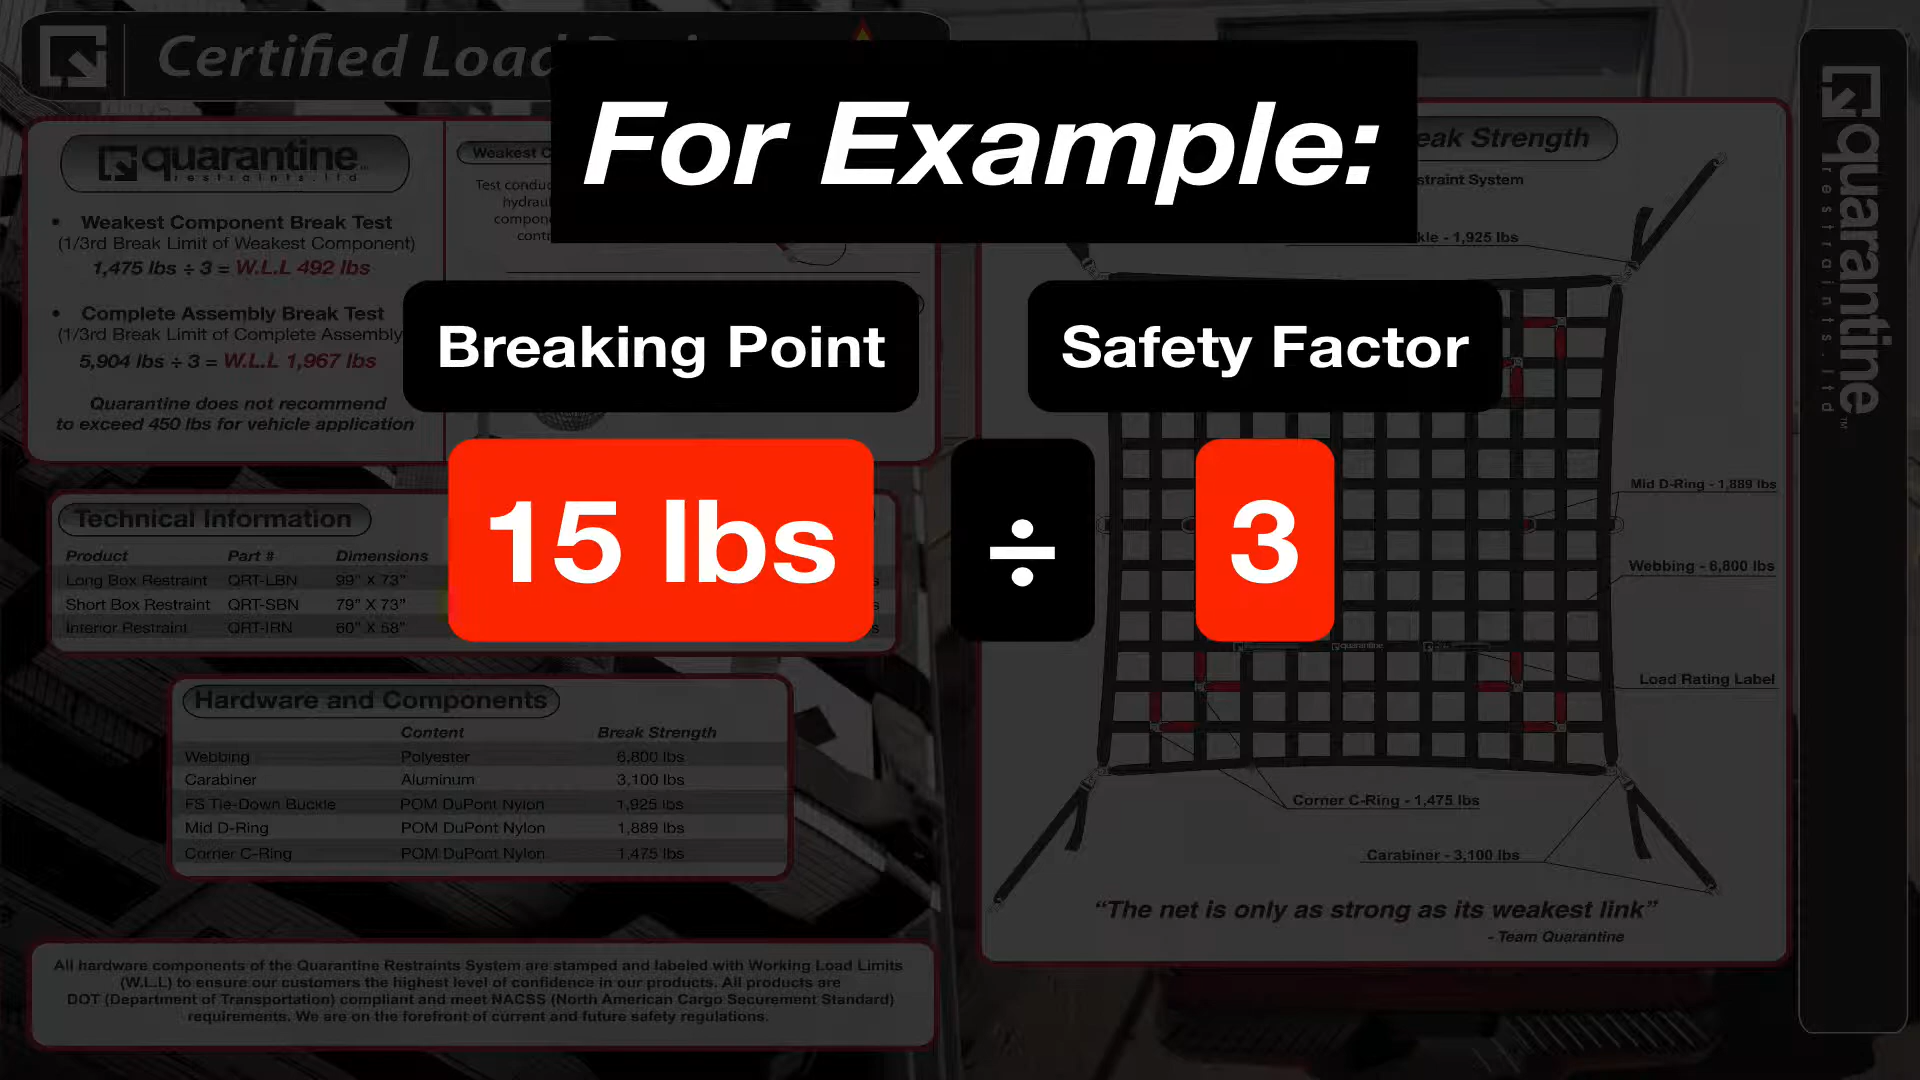 Certified Load
For Example:
quarantine
restraints.ltd
• Weakest Component Break Test
(1/3rd Break Limit of Weakest Component)
1,475 lbs ÷ 3 = W.L.L 492 lbs
• Complete Assembly Break Test
(1/3rd Break Limit of Complete Assembly
5,904 lbs ÷ 3 = W.L.L 1,967 lbs
Quarantine does not recommend
to exceed 450 lbs for vehicle application
Weakest
Test
Breaking Point
Safety Factor
15 lbs ÷ 3
Technical Information
Product Part # Dimensions
Long Box Restraint QRT-LBN 99" X 73"
Short Box Restraint QRT-SBN 79" X 73"
Interior Restraint QRT-IRN 60" X 58"
Hardware and Components
Content Break Strength
Webbing Polyester 6,800 lbs
Carabiner Aluminum 3,100 lbs
FS Tie-Down Buckle POM DuPont Nylon 1,925 lbs
Mid D-Ring POM DuPont Nylon 1,889 lbs
Corner C-Ring POM DuPont Nylon 1,475 lbs
All hardware components of the Quarantine Restraints System are stamped and labeled with Working Load Limits
(W.L.L) to ensure our customers the highest level of confidence in our products. All products are
DOT (Department of Transportation) compliant and meet NACSS (North American Cargo Securement Standard)
requirements. We are on the forefront of current and future safety regulations.
Strength
System
- 1,925 lbs
Mid D-Ring - 1,889 lbs
Webbing - 6,800 lbs
quarantine
Load Rating Label
Corner C-Ring - 1,475 lbs
Carabiner - 3,100 lbs
“The net is only as strong as its weakest link”
- Team Quarantine
quarantine™
restraints.ltd